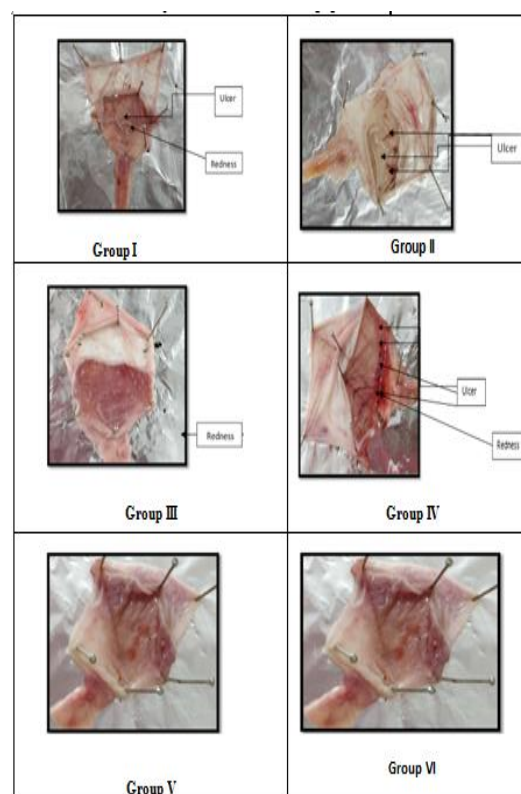 Ulcer
Redness
Group I
Ulcer
Group II
Redness
Group III
Ulcer
Redness
Group IV
Group V
Group VI